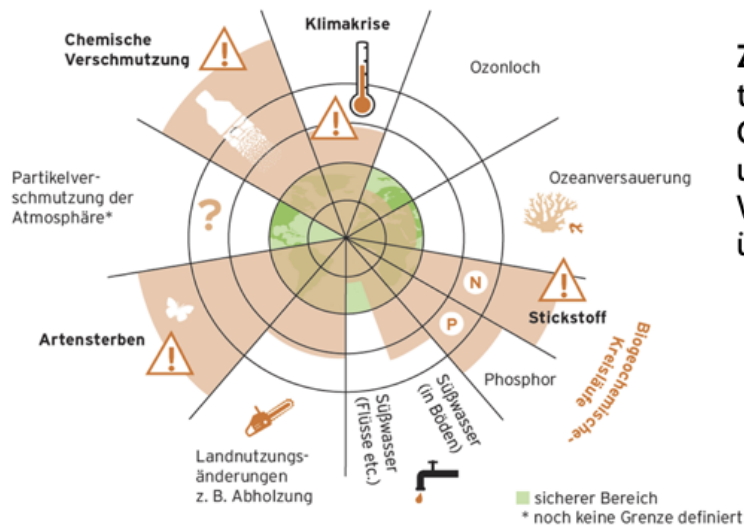 Klimakrise
Chemische
Verschmutzung
Ozonloch
Partikelver-
schmutzung der
Atmosphäre*
?
Ozeanversauerung
N
P
Stickstoff
Artensterben
Phosphor
Biogeochemische-
Kreisläufe
Süßwasser
(in Böden)
Süßwasser
(Flüsse etc.)
Landnutzungs-
änderungen
z. B. Abholzung
sicherer Bereich
* noch keine Grenze definiert